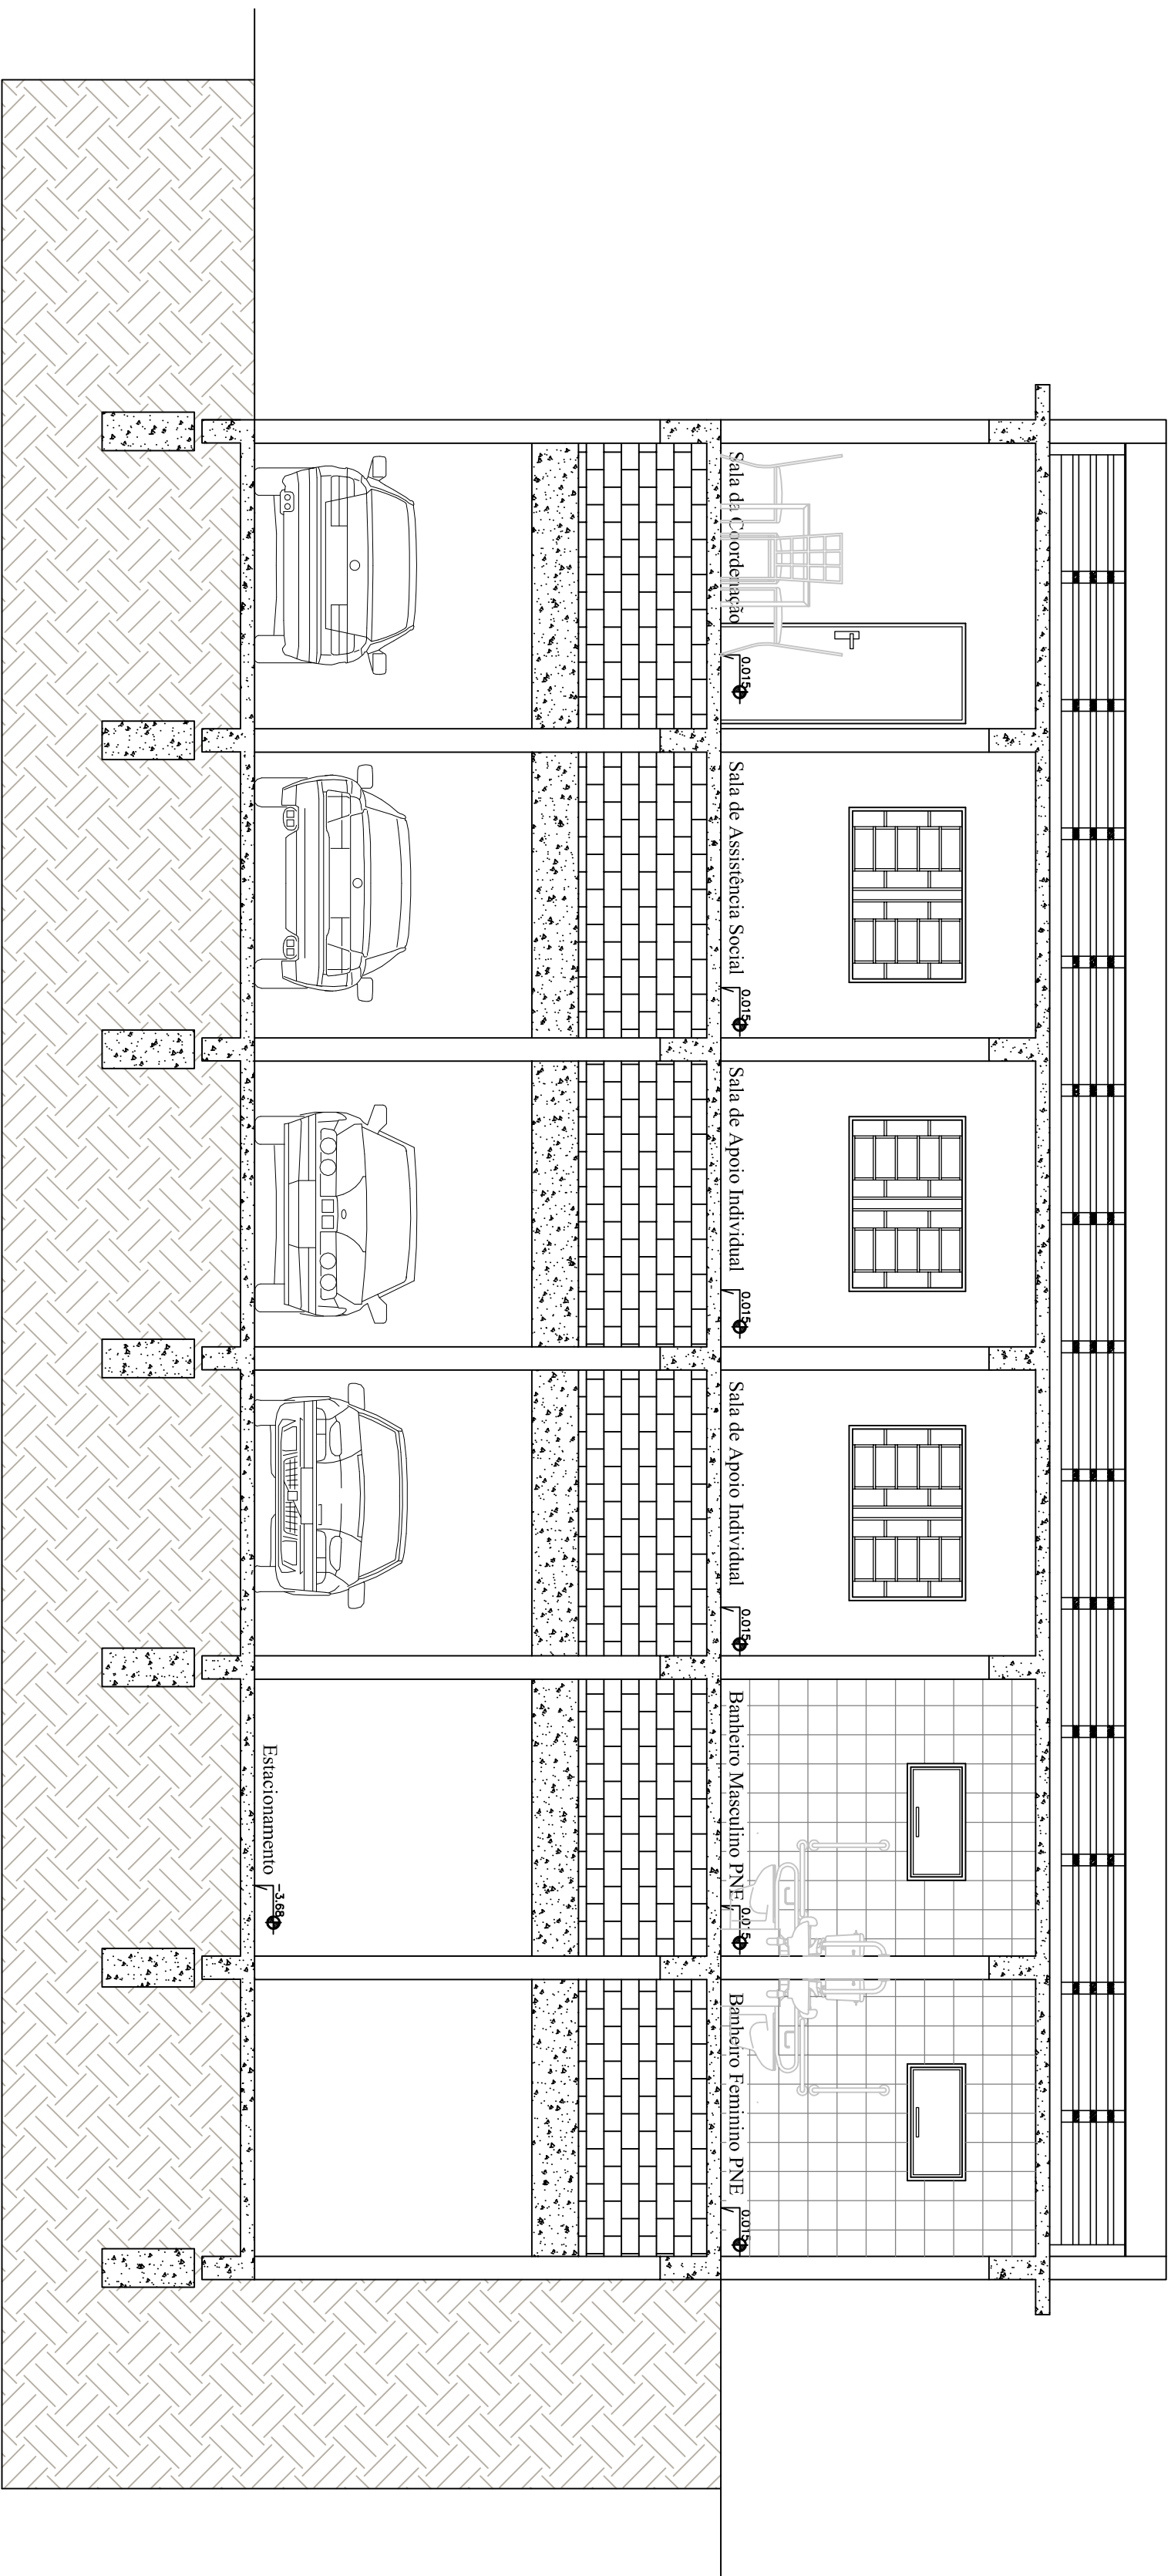 Sala da Coordenação
0.015
Sala de Assistência Social
0.015
Sala de Apoio Individual
0.015
Sala de Apoio Individual
0.015
Banheiro Masculino PNE
0.015
Banheiro Feminino PNE
0.015
Estacionamento
-3.68